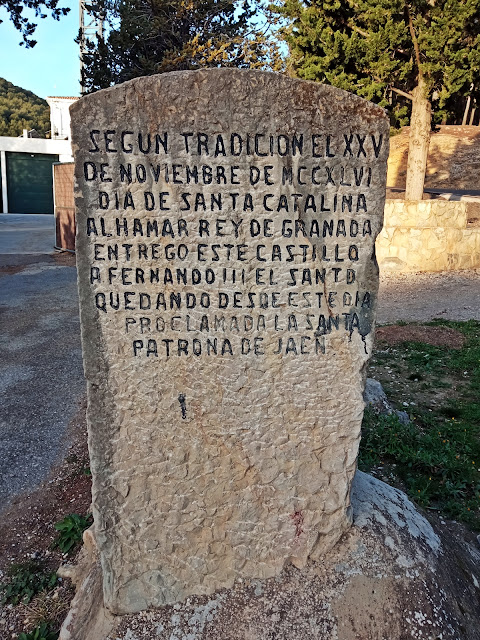 SEGUN TRADICION EL XXV
DE NOVIEMBRE DE MCCXLVI
DIA DE SANTA CATALINA
ALHAMAR REY DE GRANADA
ENTREGO ESTE CASTILLO
A FERNANDO III EL SANTO
QUEDANDO DESDE ESTE DIA
PROCLAMADA LA SANTA
PATRONA DE JAEN